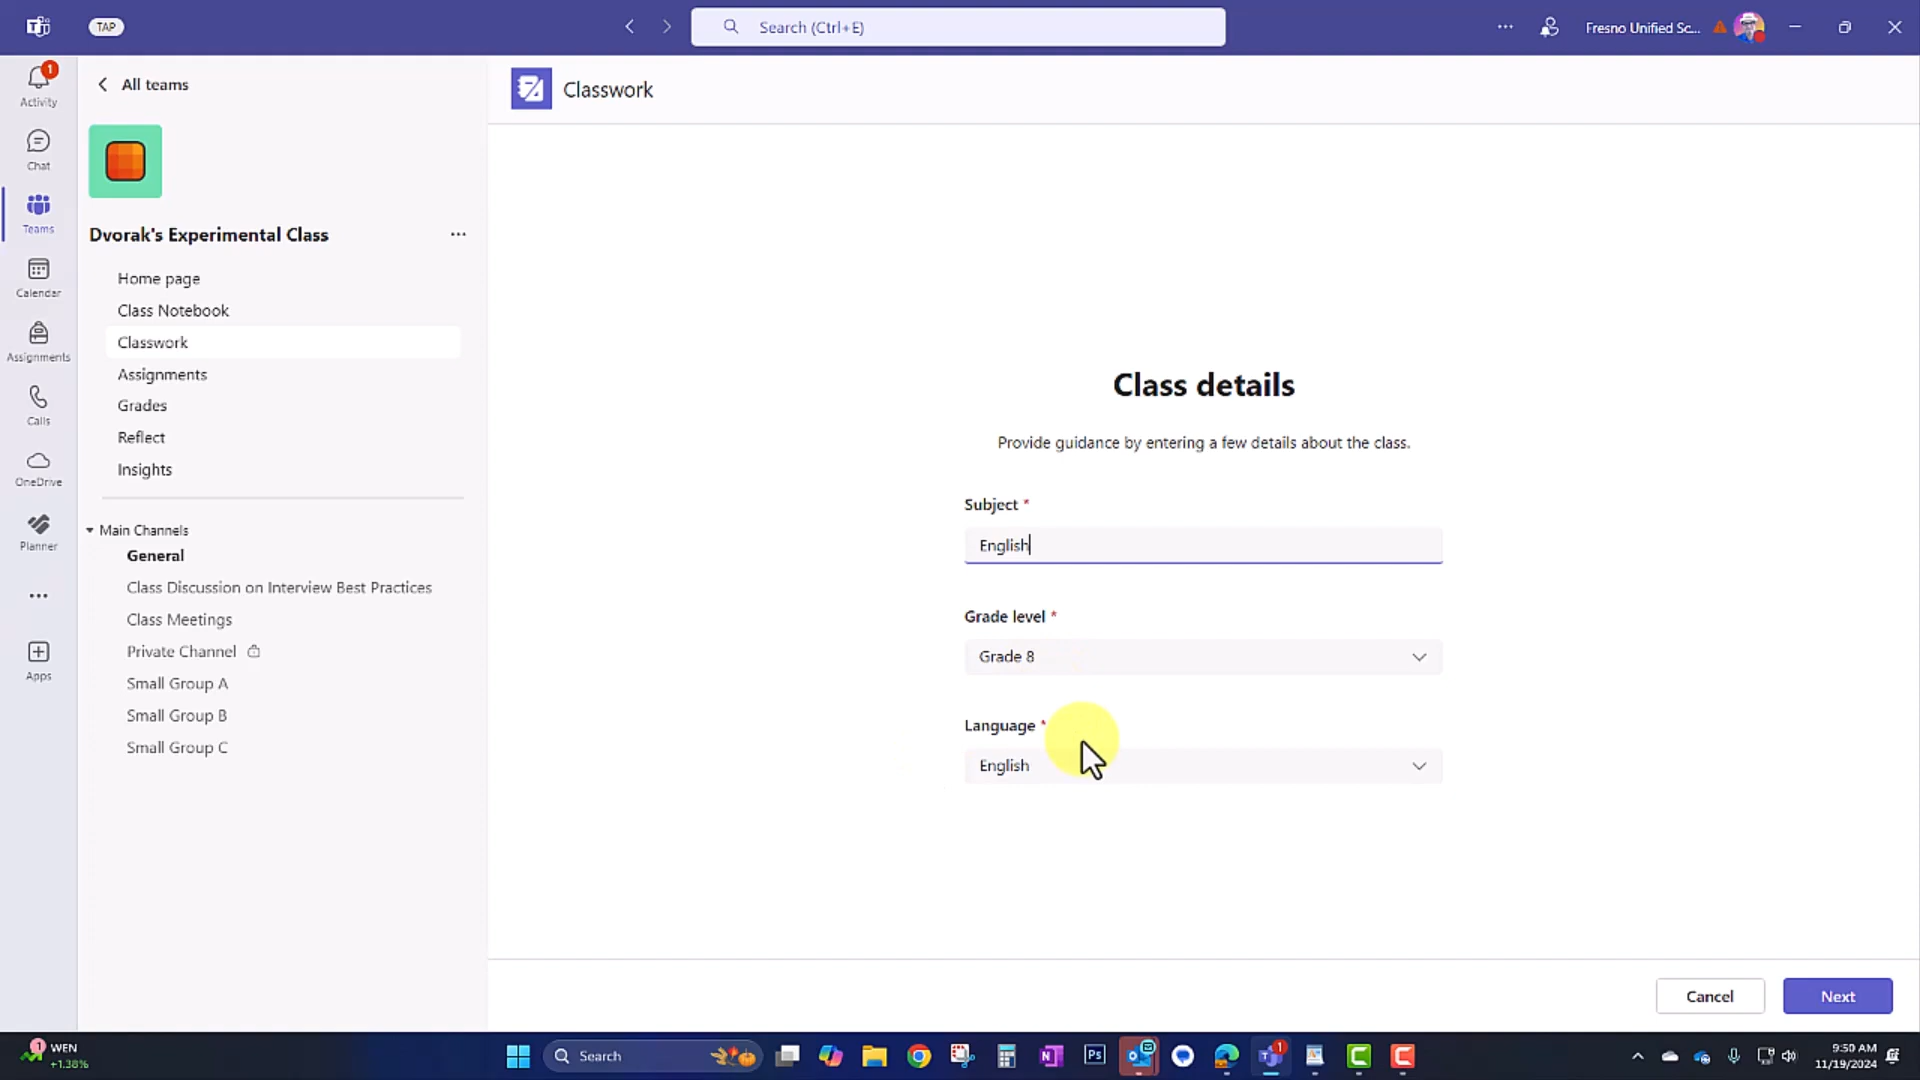 TAP
Search (Ctrl+E)
Fresno Unified Sc...
1
Activity
Chat
Teams
Calendar
Assignments
Calls
OneDrive
Planner
Apps
All teams
Dvorak's Experimental Class
Home page
Class Notebook
Classwork
Assignments
Grades
Reflect
Insights
Main Channels
General
Class Discussion on Interview Best Practices
Class Meetings
Private Channel
Small Group A
Small Group B
Small Group C
Classwork
Class details
Provide guidance by entering a few details about the class.
Subject *
English
Grade level *
Grade 8
Language *
English
Cancel
Next
1
WEN
+1.38%
Search
N
Ps
1
9:50 AM
11/19/2024